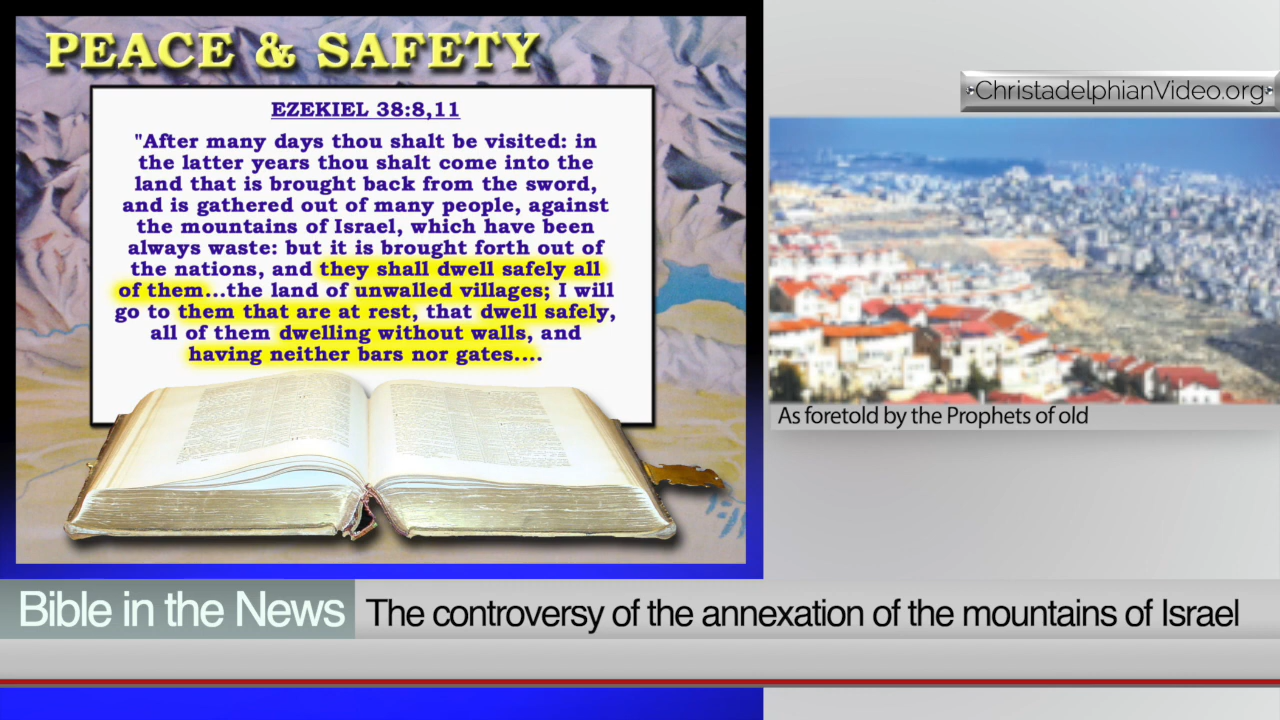 PEACE & SAFETY
EZEKIEL 38:8,11
"After many days thou shalt be visited: in
the latter years thou shalt come into the
land that is brought back from the sword,
and is gathered out of many people, against
the mountains of Israel, which have been
always waste: but it is brought forth out of
the nations, and they shall dwell safely all
of them...the land of unwalled villages; I will
go to them that are at rest, that dwell safely,
all of them dwelling without walls, and
having neither bars nor gates....
ChristadelphianVideo.org
As foretold by the Prophets of old
Bible in the News
The controversy of the annexation of the mountains of Israel